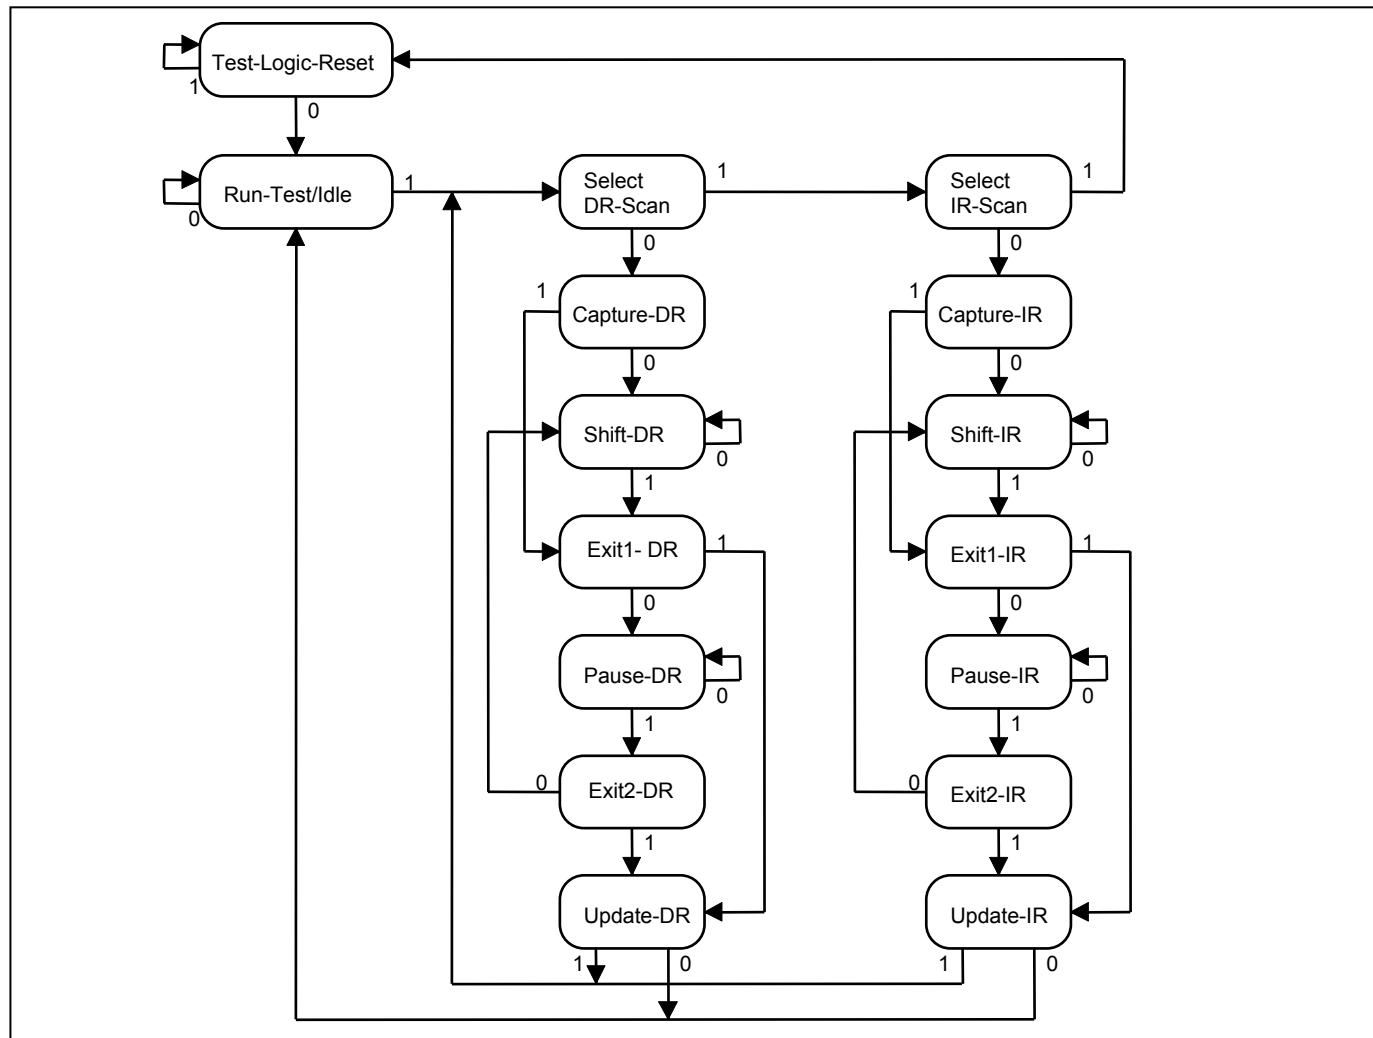 Test-Logic-Reset
1
0
Run-Test/Idle
0
1
Select
DR-Scan
1
0
Select
IR-Scan
1
0
1
Capture-DR
0
1
Capture-IR
0
Shift-DR
0
1
Shift-IR
0
1
Exit1- DR
1
0
Exit1-IR
1
0
Pause-DR
0
1
Pause-IR
0
1
0
Exit2-DR
1
0
Exit2-IR
1
Update-DR
1
0
Update-IR
1
0